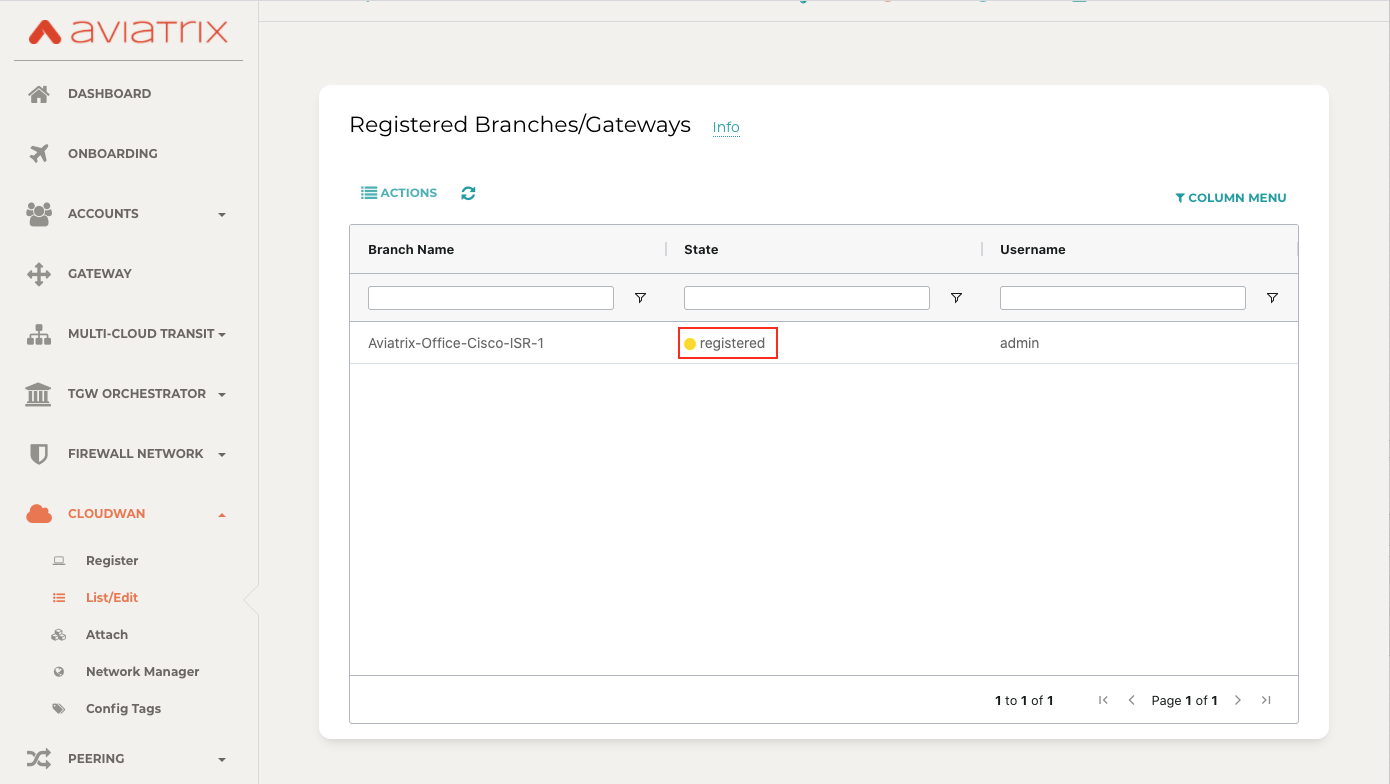 aviatrix
DASHBOARD
ONBOARDING
ACCOUNTS
GATEWAY
MULTI-CLOUD TRANSIT
TGW ORCHESTRATOR
FIREWALL NETWORK
CLOUDWAN
Register
List/Edit
Attach
Network Manager
Config Tags
PEERING
Registered Branches/Gateways Info
ACTIONS
COLUMN MENU
Branch Name State Username
Aviatrix-Office-Cisco-ISR-1 registered admin
1 to 1 of 1 Page 1 of 1